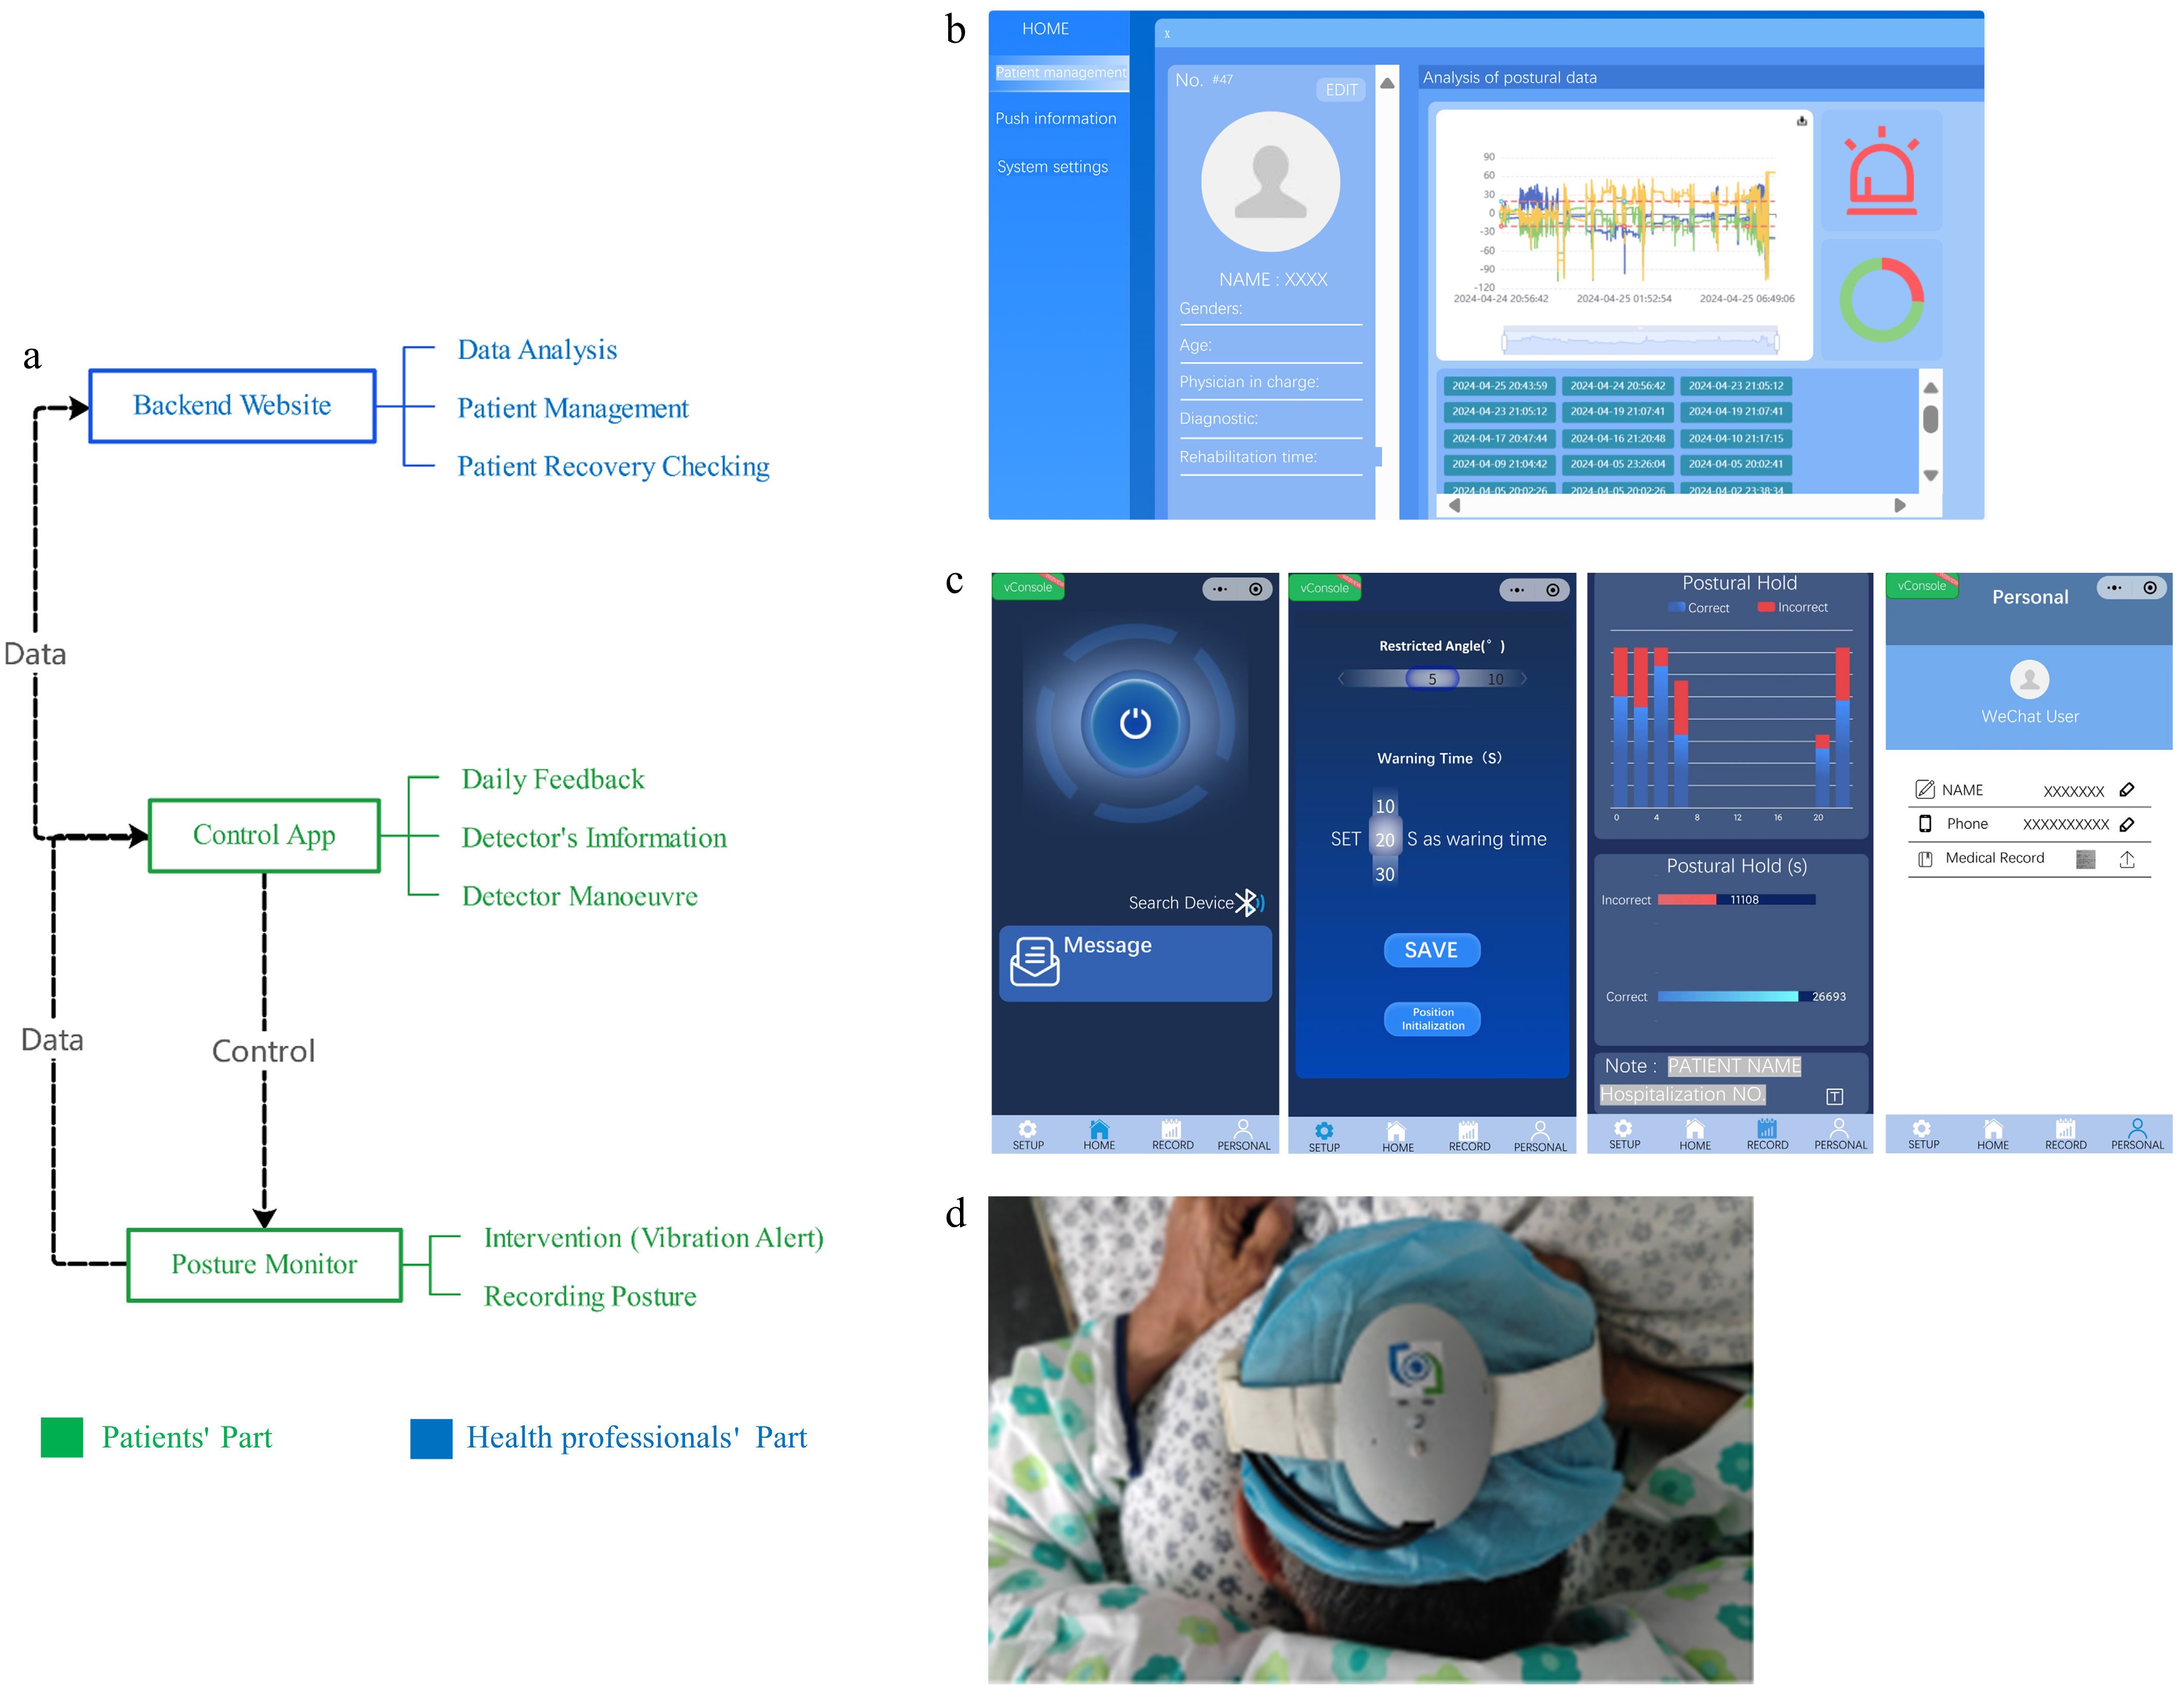 a
Backend Website
Data Analysis
Patient Management
Patient Recovery Checking
Data
Control App
Daily Feedback
Detector's Imformation
Detector Manoeuvre
Data
Control
Posture Monitor
Intervention (Vibration Alert)
Recording Posture
Patients' Part
Health professionals' Part
b
HOME
Patient management
Push information
System settings
x
No. #47
EDIT
NAME : XXXX
Genders:
Age:
Physician in charge:
Diagnostic:
Rehabilitation time:
Analysis of postural data
90
60
30
0
-30
-60
-90
-120
2024-04-24 20:56:42 2024-04-25 01:52:54 2024-04-25 06:49:06
2024-04-25 20:43:59 2024-04-24 20:56:42 2024-04-23 21:05:12
2024-04-23 21:05:12 2024-04-19 21:07:41 2024-04-19 21:07:41
2024-04-17 20:47:44 2024-04-16 21:20:48 2024-04-10 21:17:15
2024-04-09 21:04:42 2024-04-05 23:26:04 2024-04-05 20:02:41
2024-04-05 20:02:26 2024-04-05 20:02:26 2024-04-02 23:38:34
c
vConsole
Search Device
Message
SETUP HOME RECORD PERSONAL
vConsole
Restricted Angle(° )
5 10
Warning Time（S）
10
SET 20 S as waring time
30
SAVE
Position
Initialization
SETUP HOME RECORD PERSONAL
Postural Hold
Correct Incorrect
0 4 8 12 16 20
Postural Hold (s)
Incorrect 11108
Correct 26693
Note : PATIENT NAME
Hospitalization NO.
T
SETUP HOME RECORD PERSONAL
vConsole
Personal
WeChat User
NAME XXXXXXX
Phone XXXXXXXXXX
Medical Record
SETUP HOME RECORD PERSONAL
d